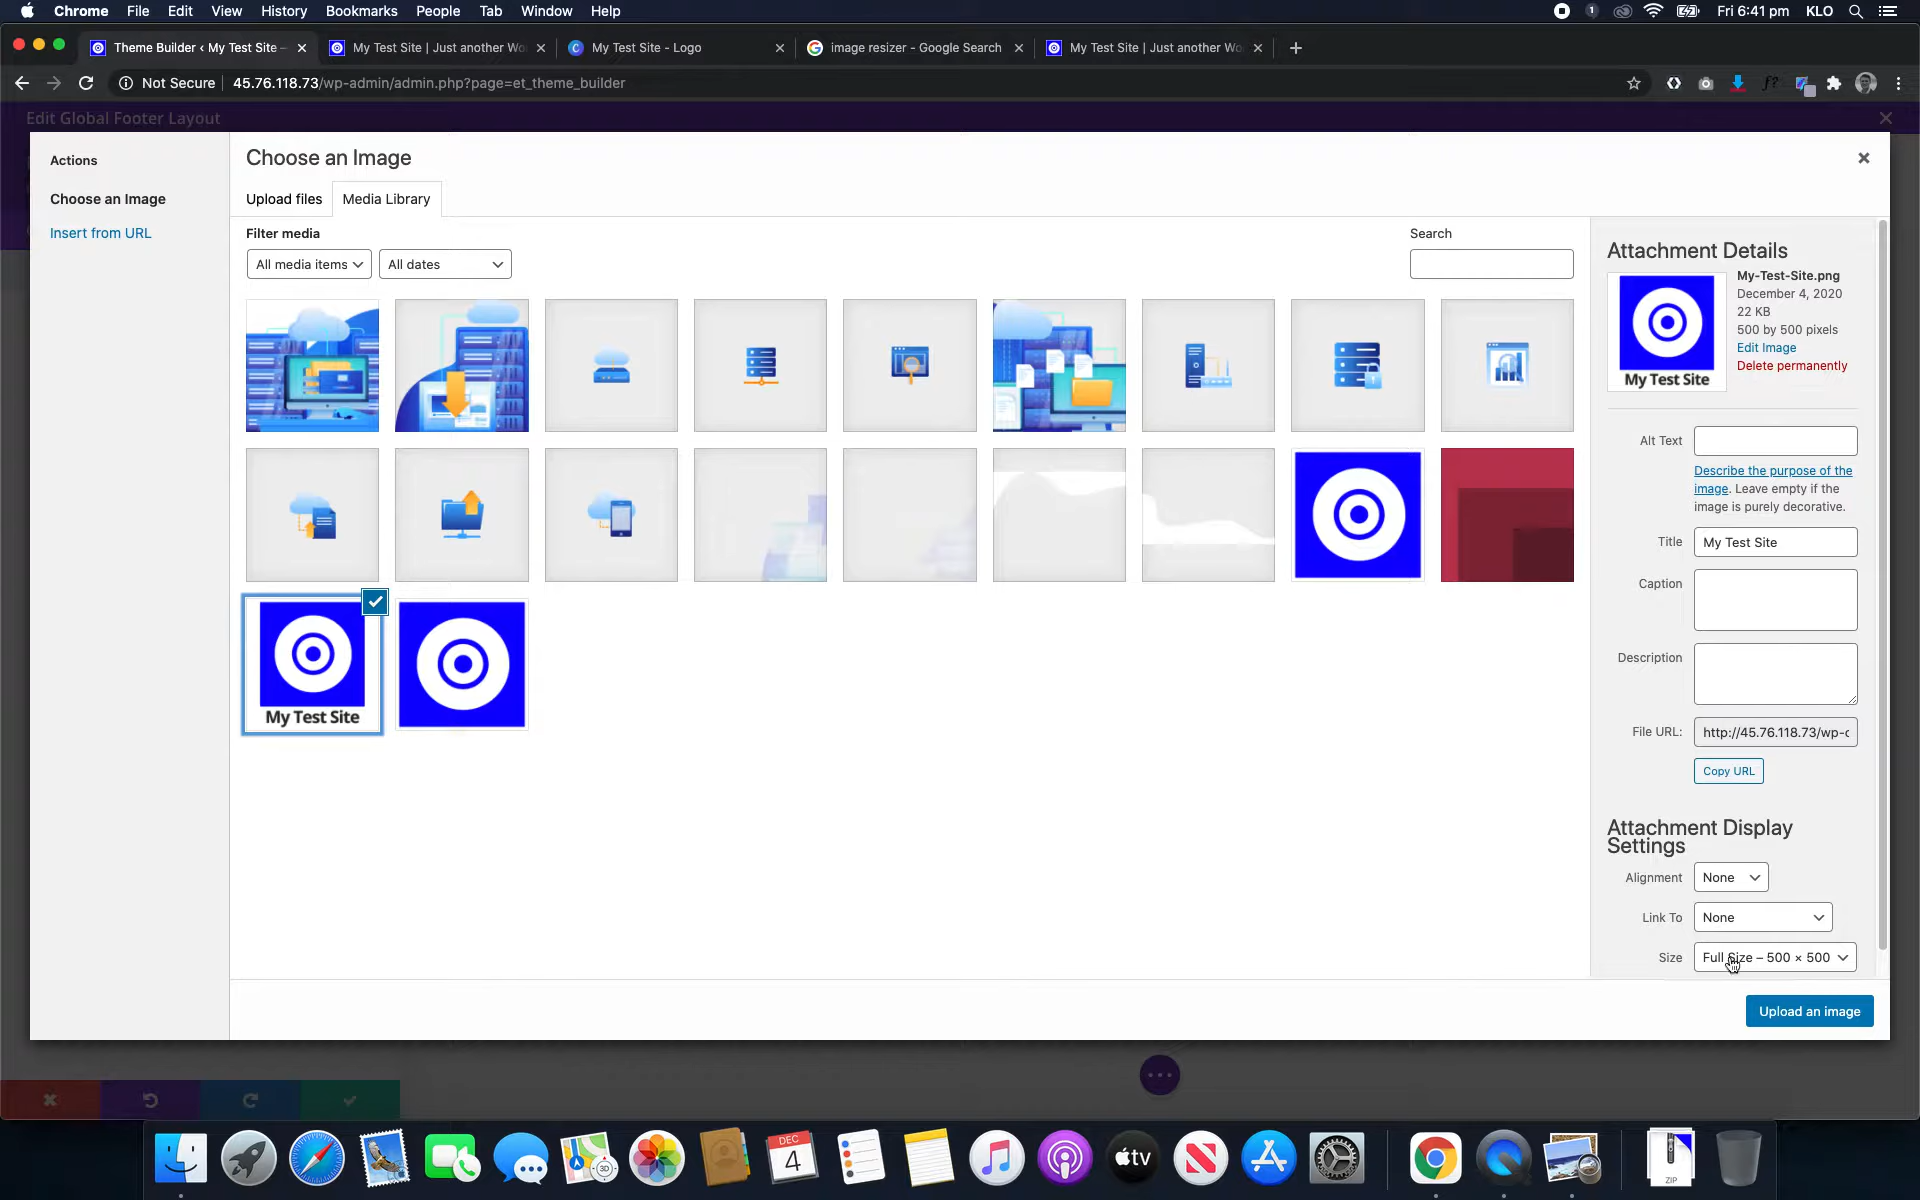 Chrome File Edit View History Bookmarks People Tab Window Help
1 Fri 6:41 pm KLO
Theme Builder ‹ My Test Site –
My Test Site | Just another Wo
My Test Site - Logo
image resizer - Google Search
My Test Site | Just another Wo
Not Secure 45.76.118.73/wp-admin/admin.php?page=et_theme_builder
f?
Edit Global Footer Layout
Actions
Choose an Image
Insert from URL
Choose an Image
Upload files
Media Library
Filter media
All media items
All dates
Search
My Test Site
Attachment Details
My Test Site
My-Test-Site.png
December 4, 2020
22 KB
500 by 500 pixels
Edit Image
Delete permanently
Alt Text
Describe the purpose of the
image. Leave empty if the
image is purely decorative.
Title My Test Site
Caption
Description
File URL: http://45.76.118.73/wp-c
Copy URL
Attachment Display
Settings
Alignment None
Link To None
Size Full Size – 500 × 500
Upload an image
3D
DEC
4
tv
ZIP